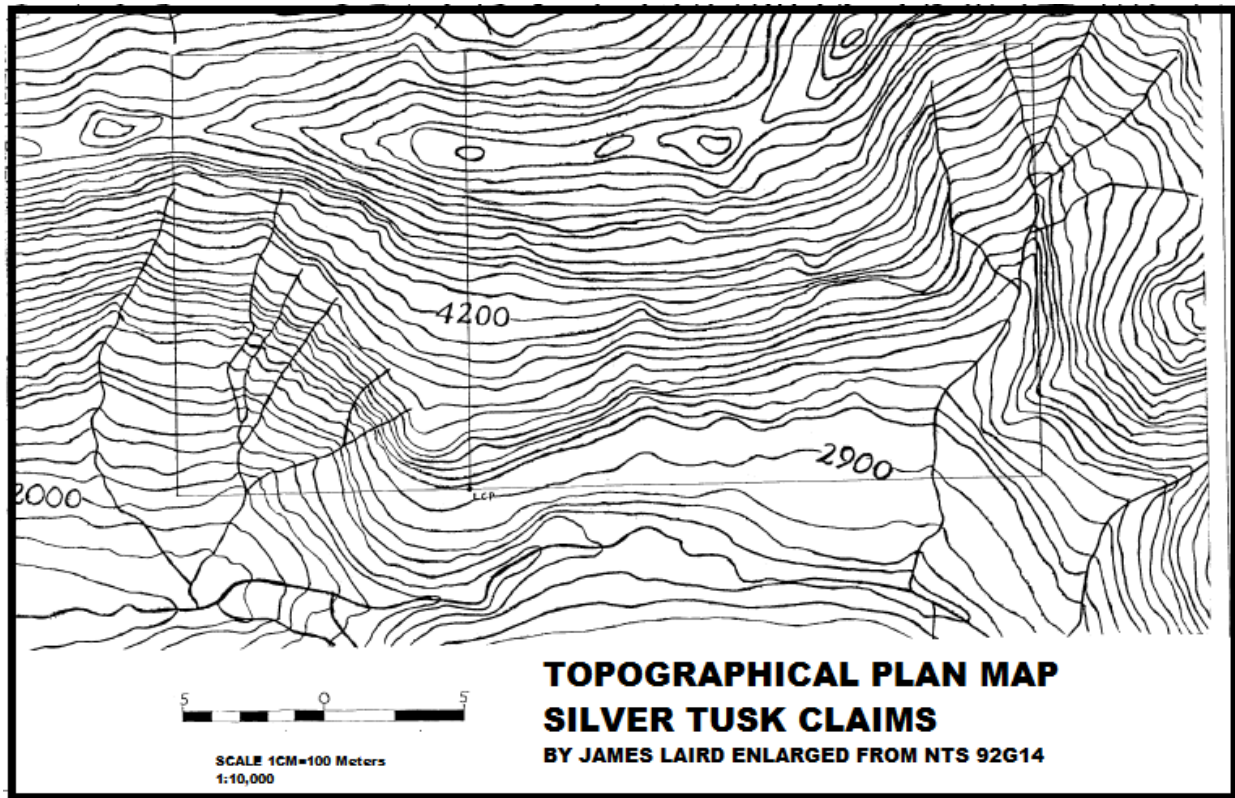 4200
2900
2000
LCP
5 0 5
TOPOGRAPHICAL PLAN MAP
SILVER TUSK CLAIMS
BY JAMES LAIRD ENLARGED FROM NTS 92G14
SCALE 1CM=100 Meters
1:10,000